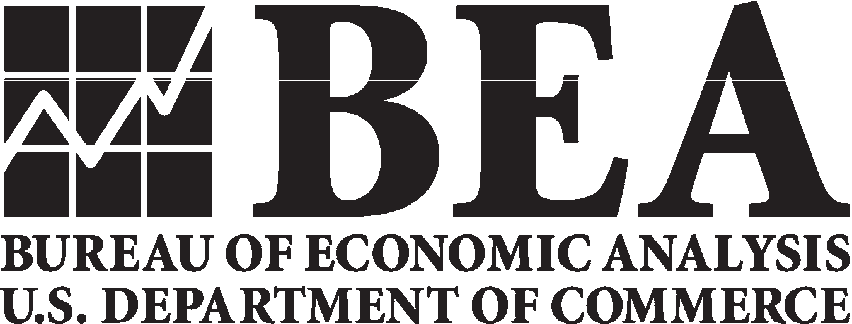 BEA
BUREAU OF ECONOMIC ANALYSIS
U.S. DEPARTMENT OF COMMERCE